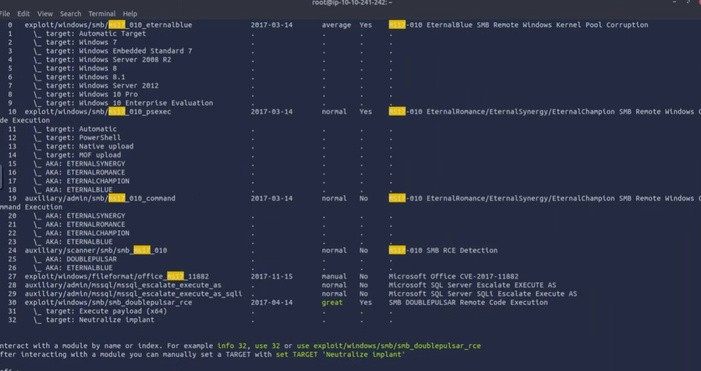 root@ip-10-10-241-242: ~
File Edit View Search Terminal Help
0 exploit/windows/smb/ms17_010_eternalblue 2017-03-14 average Yes MS17-010 EternalBlue SMB Remote Windows Kernel Pool Corruption
1 \_ target: Automatic Target . . . .
2 \_ target: Windows 7 . . . .
3 \_ target: Windows Embedded Standard 7 . . . .
4 \_ target: Windows Server 2008 R2 . . . .
5 \_ target: Windows 8 . . . .
6 \_ target: Windows 8.1 . . . .
7 \_ target: Windows Server 2012 . . . .
8 \_ target: Windows 10 Pro . . . .
9 \_ target: Windows 10 Enterprise Evaluation . . . .
10 exploit/windows/smb/ms17_010_psexec 2017-03-14 normal Yes MS17-010 EternalRomance/EternalSynergy/EternalChampion SMB Remote Windows C
de Execution
11 \_ target: Automatic . . . .
12 \_ target: PowerShell . . . .
13 \_ target: Native upload . . . .
14 \_ target: MOF upload . . . .
15 \_ AKA: ETERNALSYNERGY . . . .
16 \_ AKA: ETERNALROMANCE . . . .
17 \_ AKA: ETERNALCHAMPION . . . .
18 \_ AKA: ETERNALBLUE . . . .
19 auxiliary/admin/smb/ms17_010_command 2017-03-14 normal No MS17-010 EternalRomance/EternalSynergy/EternalChampion SMB Remote Windows C
mmand Execution
20 \_ AKA: ETERNALSYNERGY . . . .
21 \_ AKA: ETERNALROMANCE . . . .
22 \_ AKA: ETERNALCHAMPION . . . .
23 \_ AKA: ETERNALBLUE . . . .
24 auxiliary/scanner/smb/smb_ms17_010 . normal No MS17-010 SMB RCE Detection
25 \_ AKA: DOUBLEPULSAR . . . .
26 \_ AKA: ETERNALBLUE . . . .
27 exploit/windows/fileformat/office_ms17_11882 2017-11-15 manual No Microsoft Office CVE-2017-11882
28 auxiliary/admin/mssql/mssql_escalate_execute_as . normal No Microsoft SQL Server Escalate EXECUTE AS
29 auxiliary/admin/mssql/mssql_escalate_execute_as_sqli . normal No Microsoft SQL Server SQLi Escalate Execute AS
30 exploit/windows/smb/smb_doublepulsar_rce 2017-04-14 great Yes SMB DOUBLEPULSAR Remote Code Execution
31 \_ target: Execute payload (x64) . . . .
32 \_ target: Neutralize implant . . . .
nteract with a module by name or index. For example info 32, use 32 or use exploit/windows/smb/smb_doublepulsar_rce
fter interacting with a module you can manually set a TARGET with set TARGET 'Neutralize implant'